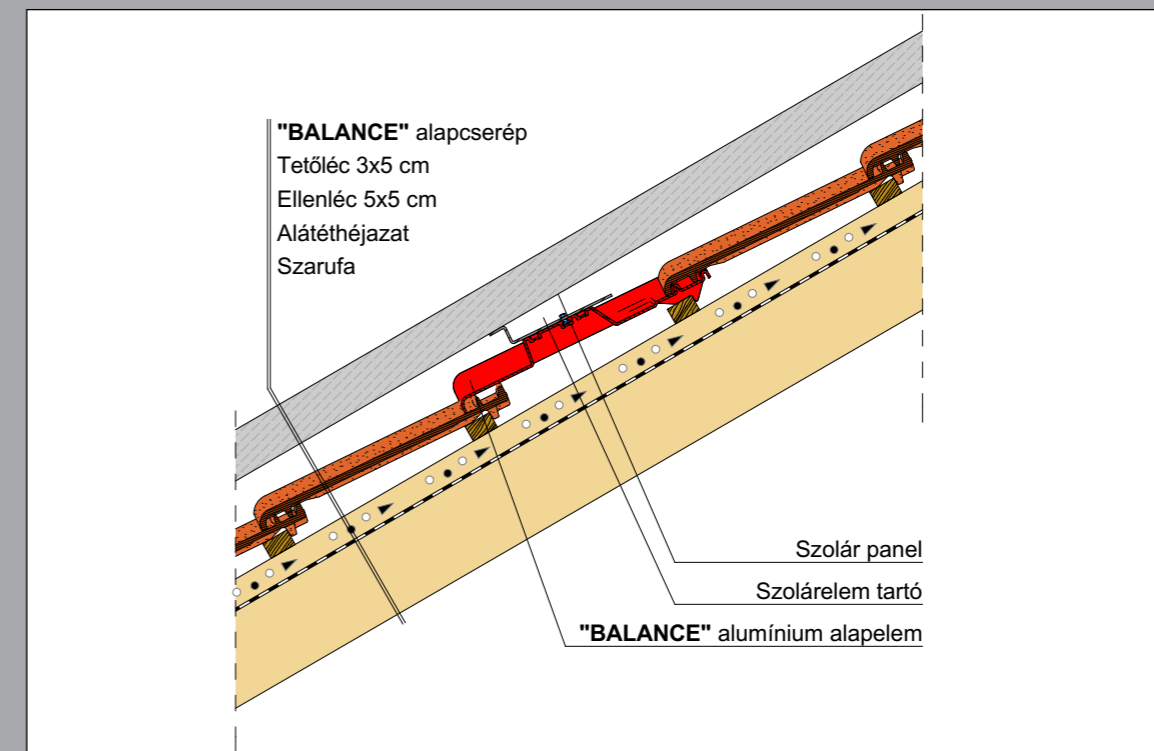 "BALANCE" alapcserép
Tetőléc 3x5 cm
Ellenléc 5x5 cm
Alátéthéjazat
Szarufa
Szolár panel
Szolárelem tartó
"BALANCE" alumínium alapelem